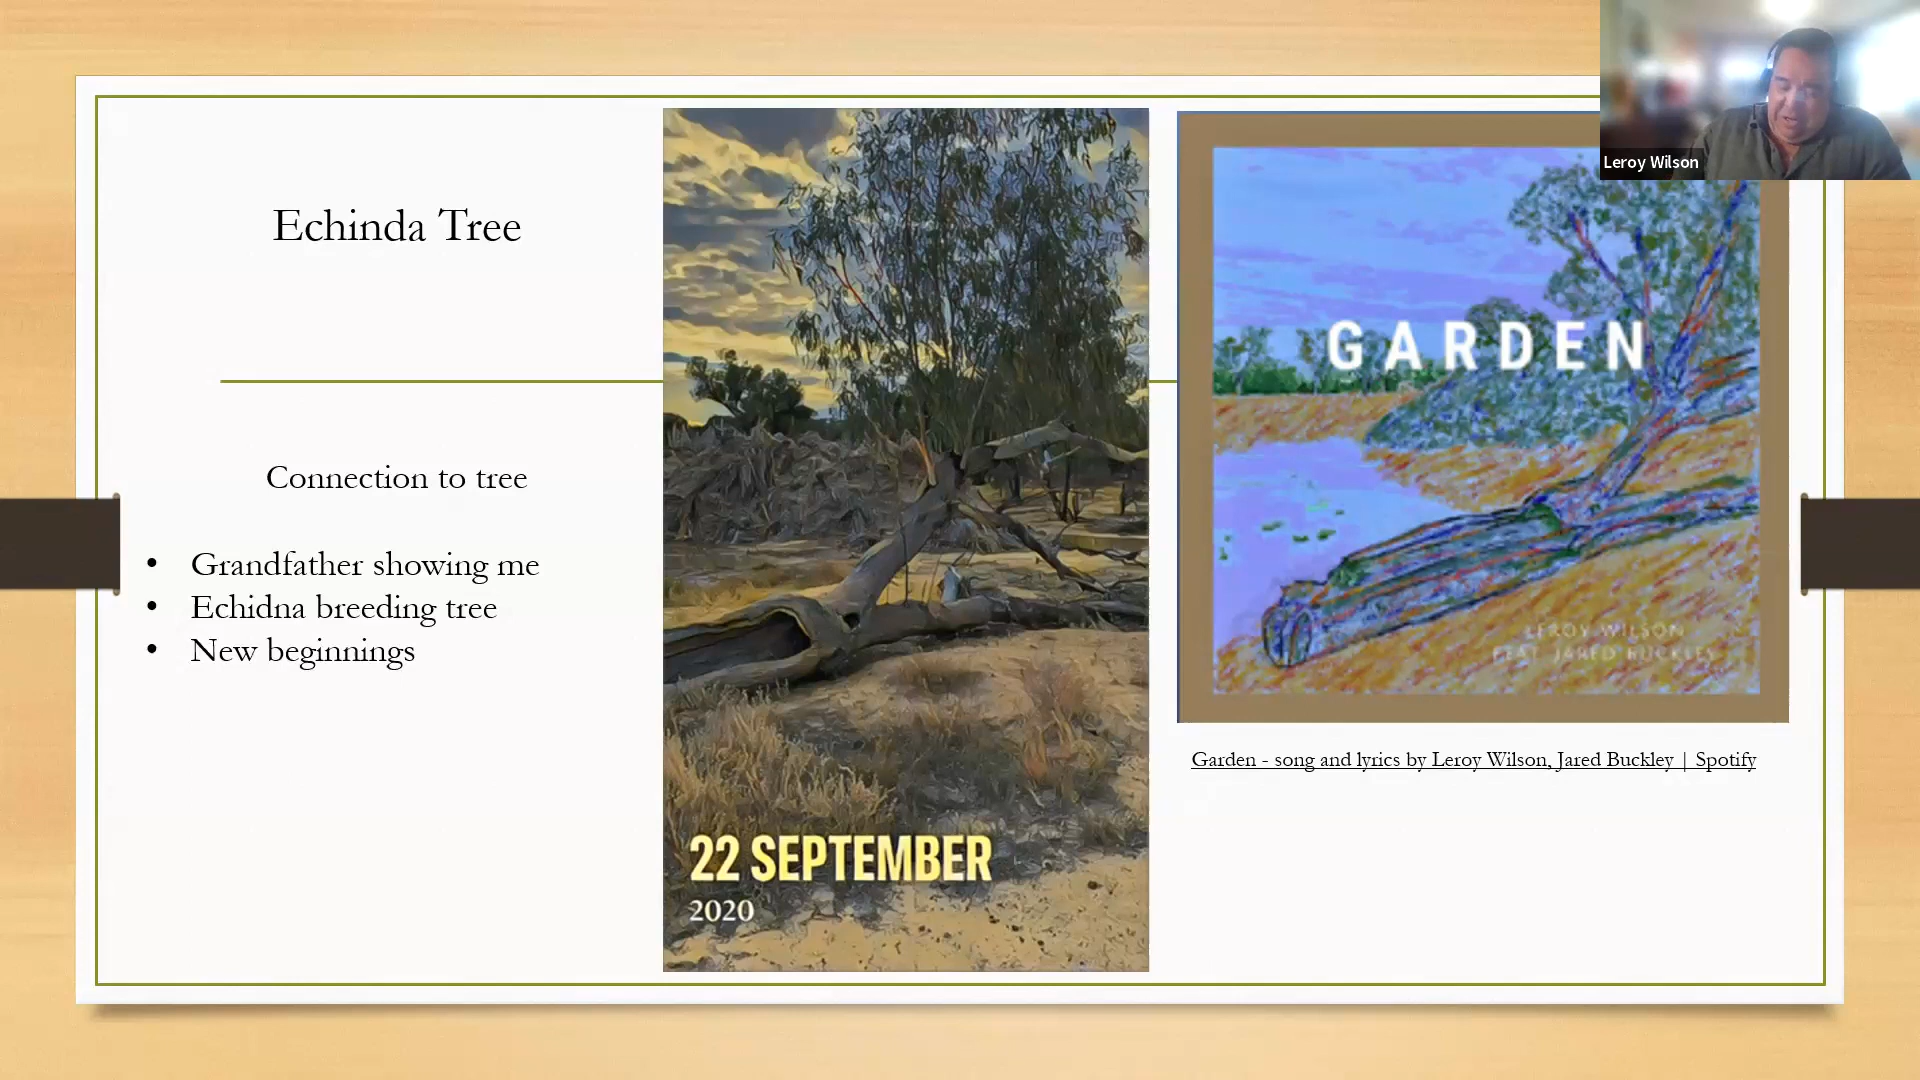 Echinda Tree
Connection to tree
• Grandfather showing me
• Echidna breeding tree
• New beginnings
22 SEPTEMBER
2020
GARDEN
LEROY WILSON
FEAT. JARED BUCKLEY
Garden - song and lyrics by Leroy Wilson, Jared Buckley | Spotify
Leroy Wilson